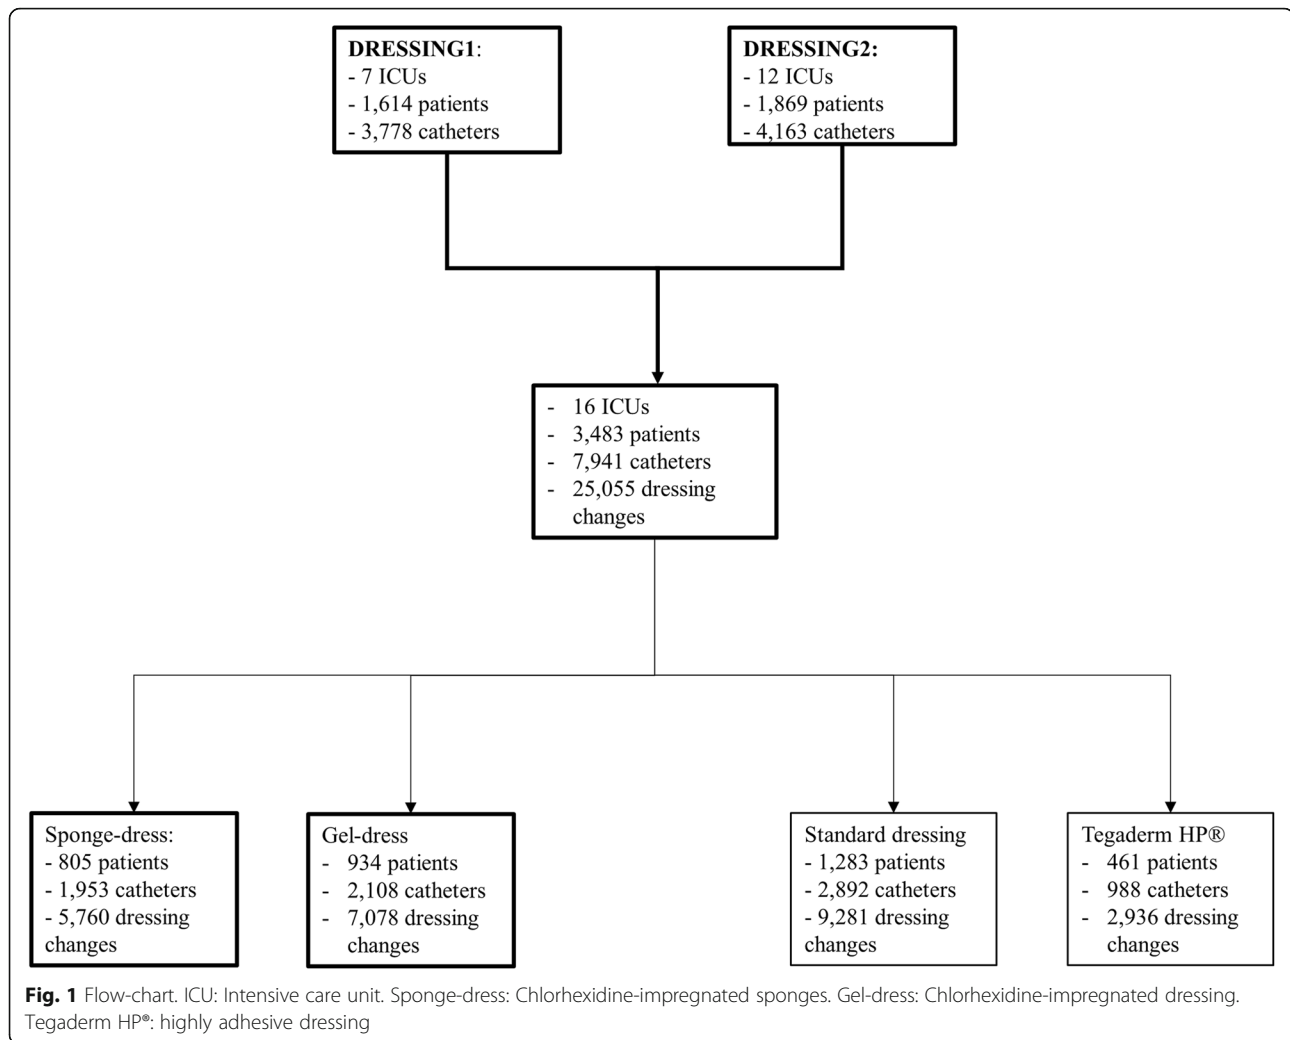 DRESSING1:
- 7 ICUs
- 1,614 patients
- 3,778 catheters
DRESSING2:
- 12 ICUs
- 1,869 patients
- 4,163 catheters
- 16 ICUs
- 3,483 patients
- 7,941 catheters
- 25,055 dressing
changes
Sponge-dress:
- 805 patients
- 1,953 catheters
- 5,760 dressing
changes
Gel-dress
- 934 patients
- 2,108 catheters
- 7,078 dressing
changes
Standard dressing
- 1,283 patients
- 2,892 catheters
- 9,281 dressing
changes
Tegaderm HP®
- 461 patients
- 988 catheters
- 2,936 dressing
changes
Fig. 1 Flow-chart. ICU: Intensive care unit. Sponge-dress: Chlorhexidine-impregnated sponges. Gel-dress: Chlorhexidine-impregnated dressing.
Tegaderm HP®: highly adhesive dressing